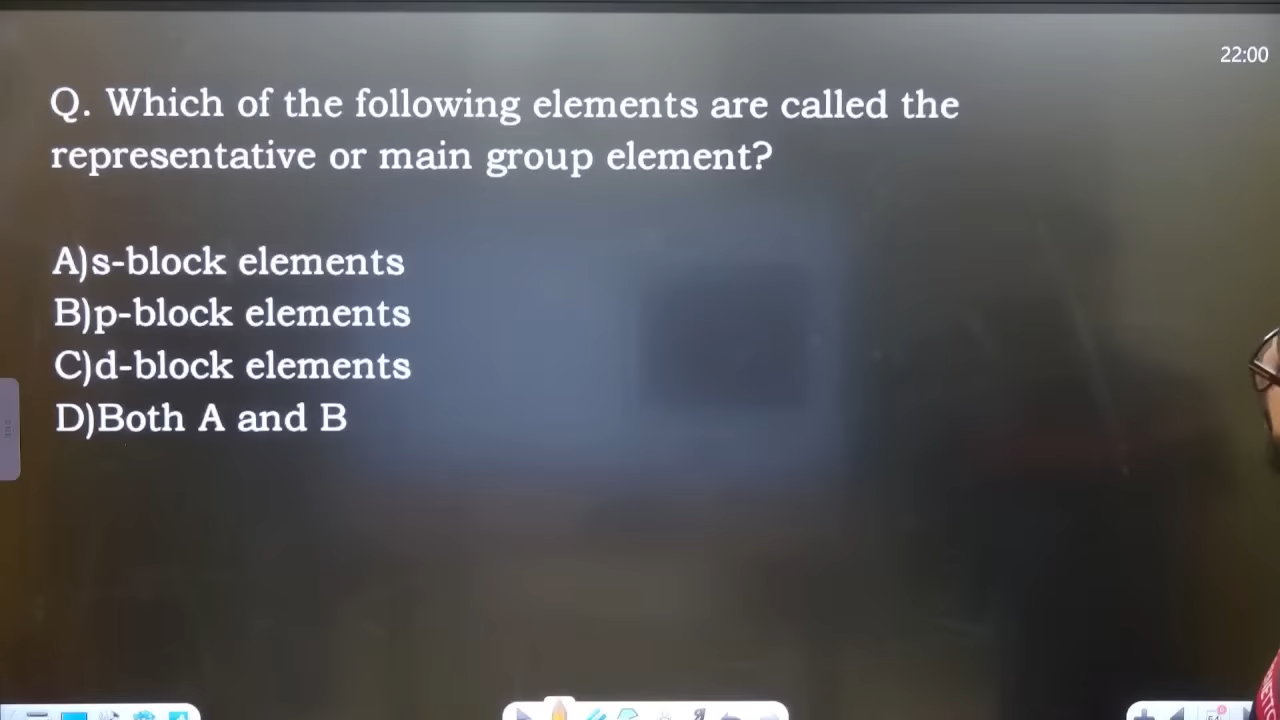 22:00
Q. Which of the following elements are called the
representative or main group element?
A)s-block elements
B)p-block elements
C)d-block elements
D)Both A and B